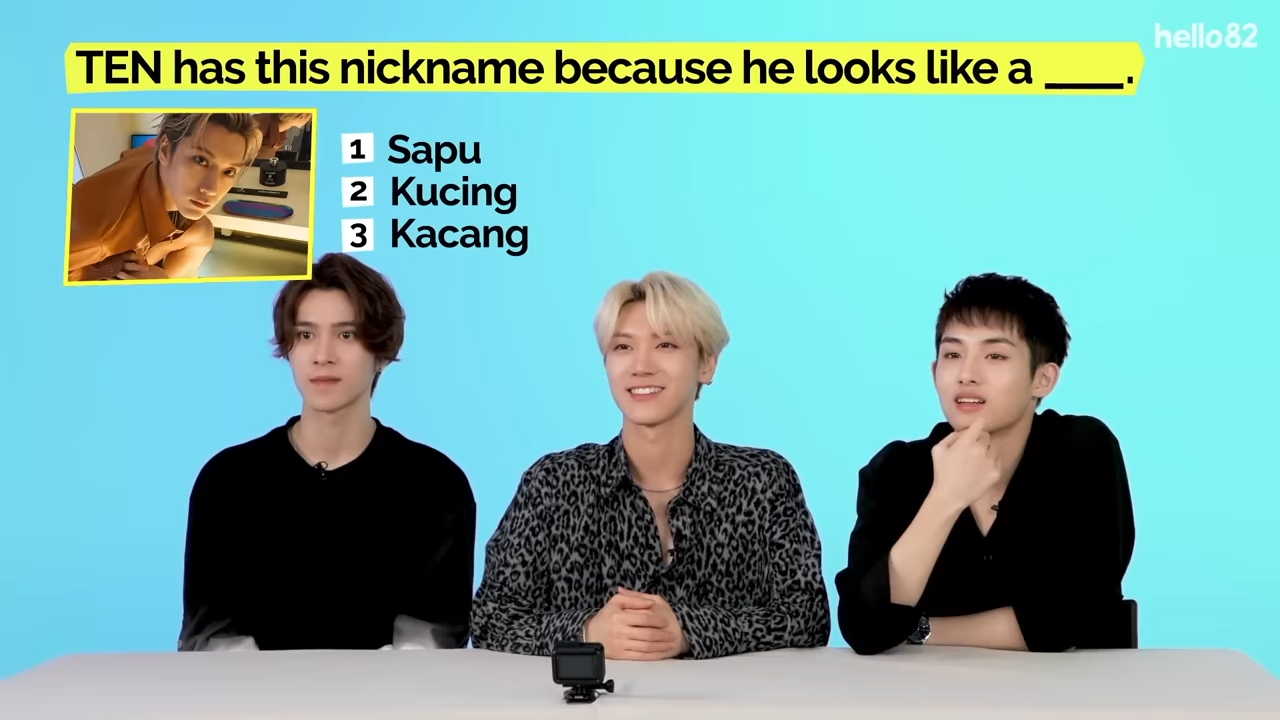 hello82
TEN has this nickname because he looks like a ____.
1 Sapu
2 Kucing
3 Kacang